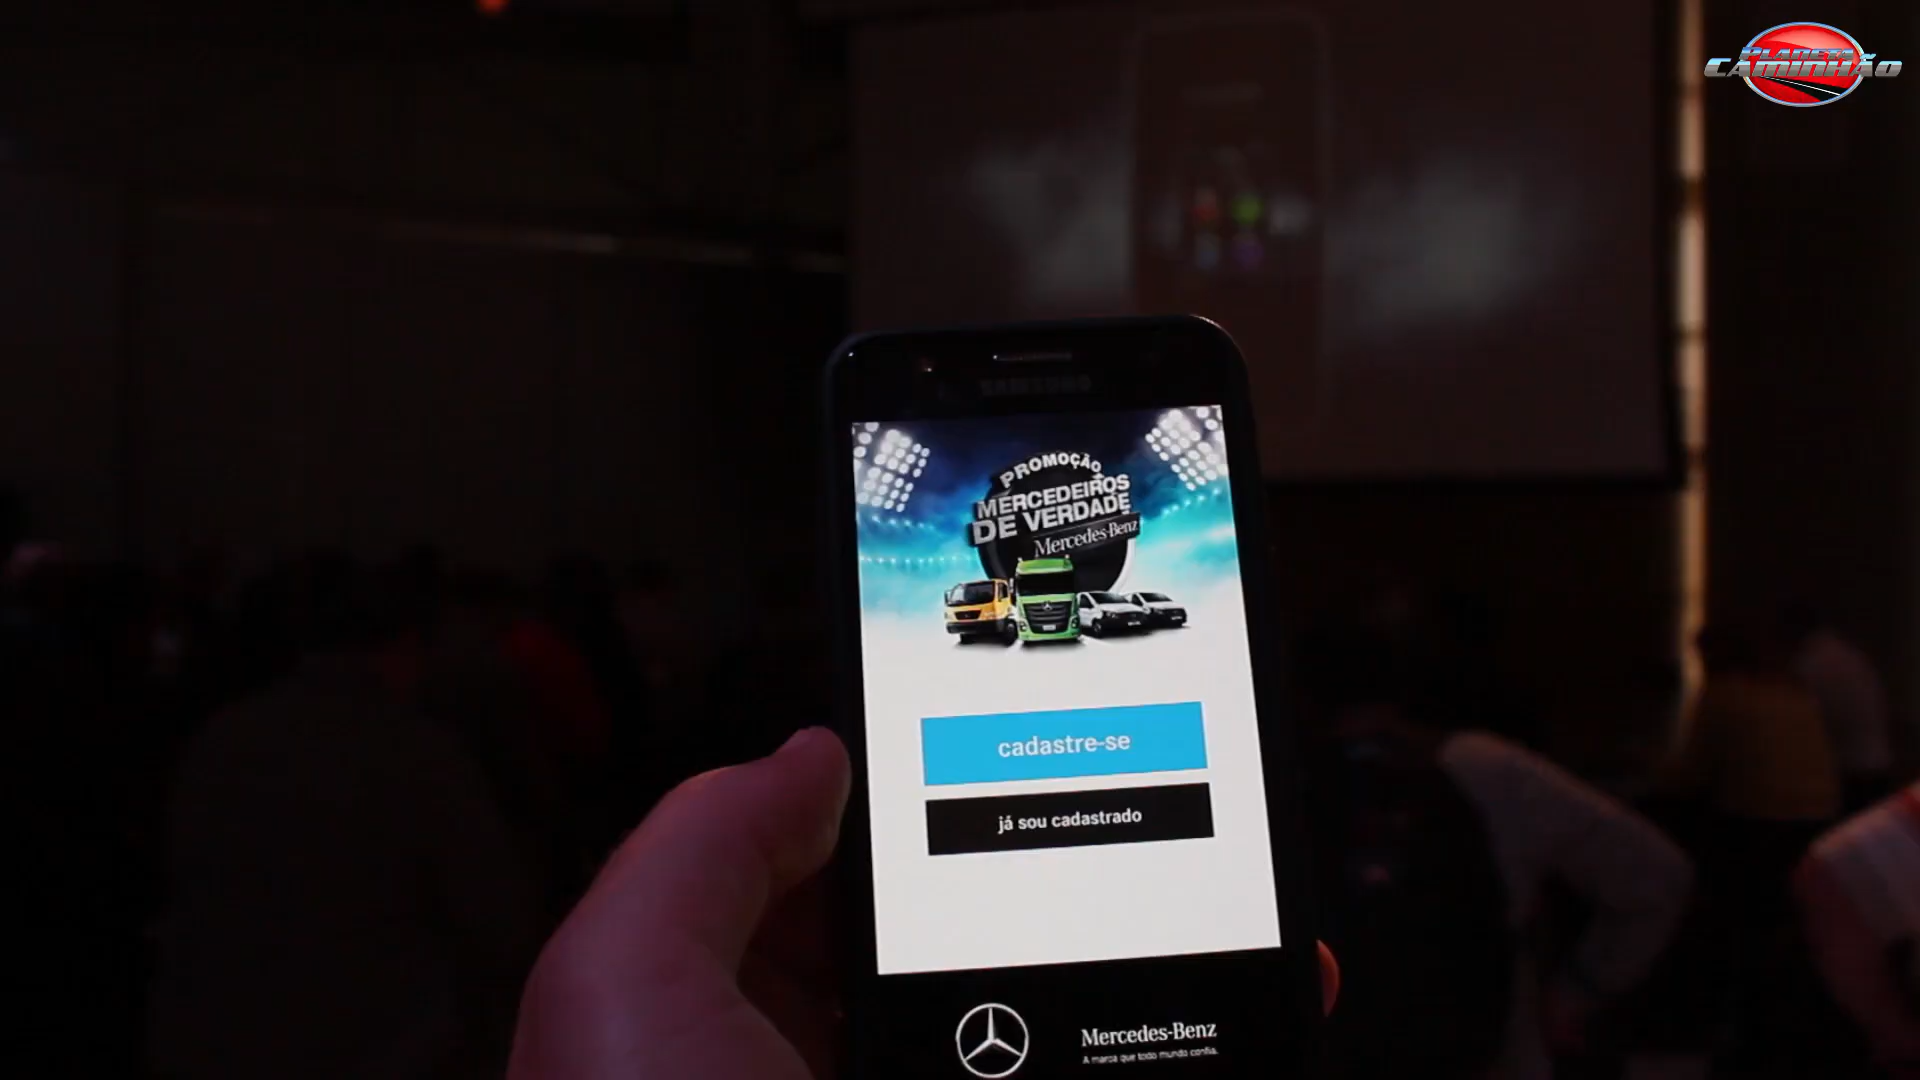 PLANETA
CAMINHÃO
SAMSUNG
PROMOÇÃO
MERCEDEIROS
DE VERDADE
Mercedes-Benz
cadastre-se
já sou cadastrado
Mercedes-Benz
A marca que todo mundo confia.